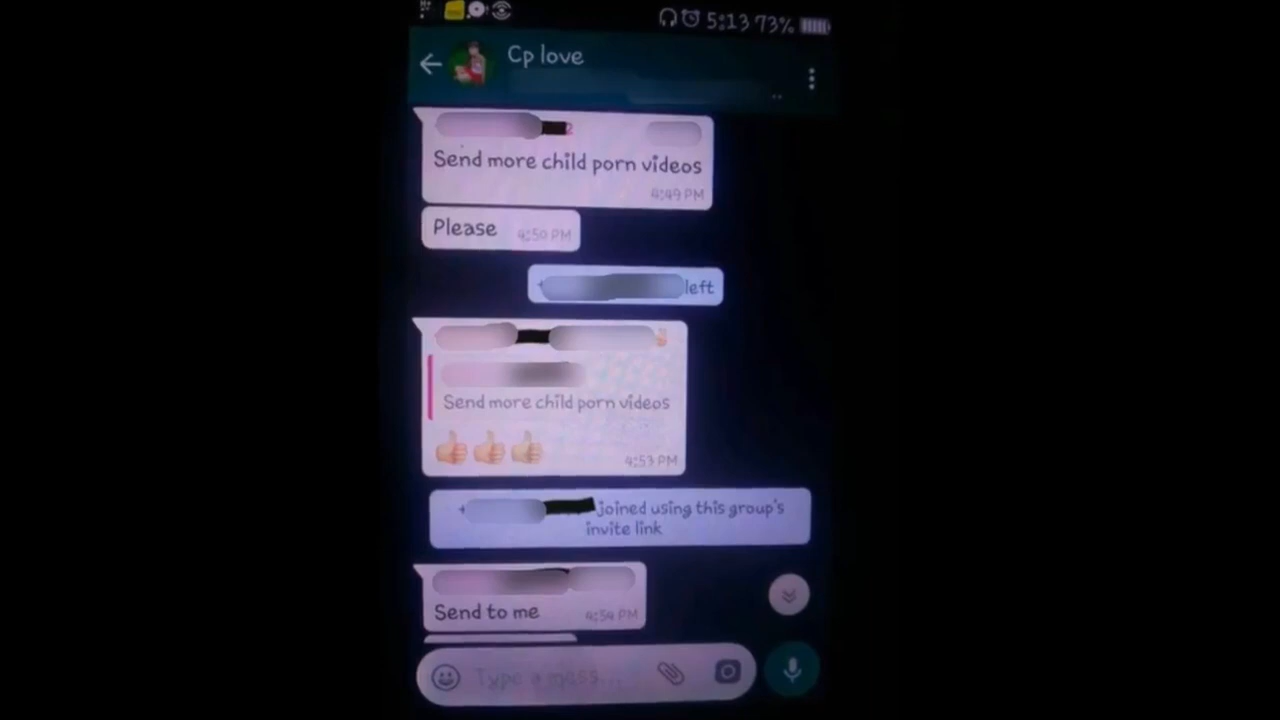 5:13 73%
Cp love
Send more child porn videos
4:49 PM
Please 4:50 PM
left
Send more child porn videos
4:53 PM
joined using this group's
invite link
Send to me 4:54 PM
Type a mess...